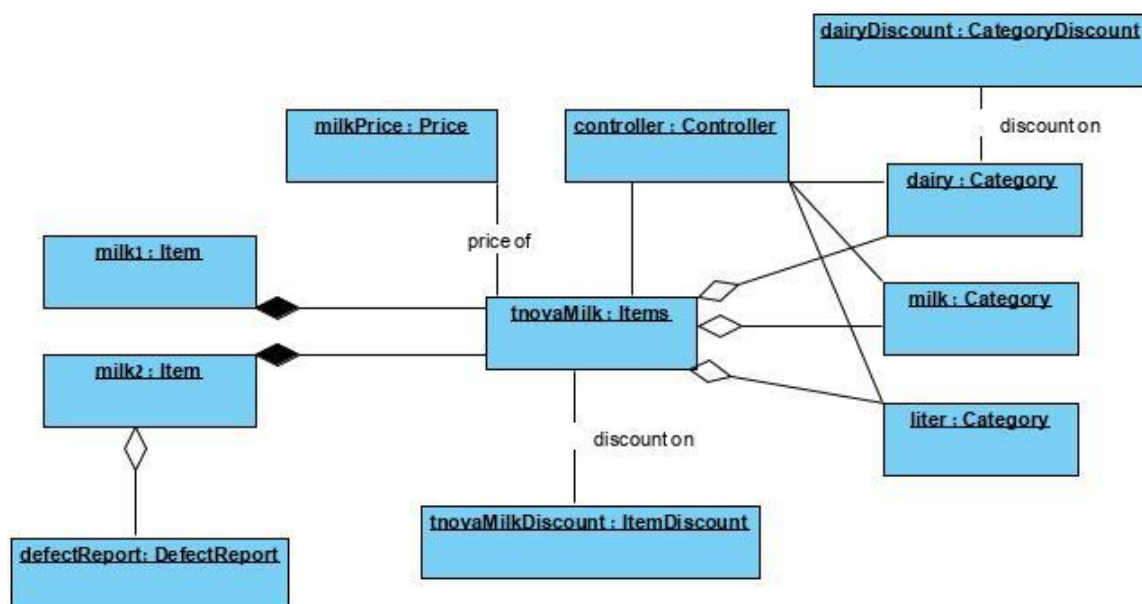 dairyDiscount : CategoryDiscount
milkPrice : Price
controller : Controller
discount on
dairy : Category
price of
milk1 : Item
tnovaMilk : Items
milk : Category
milk2 : Item
liter : Category
discount on
tnovaMilkDiscount : ItemDiscount
defectReport: DefectReport